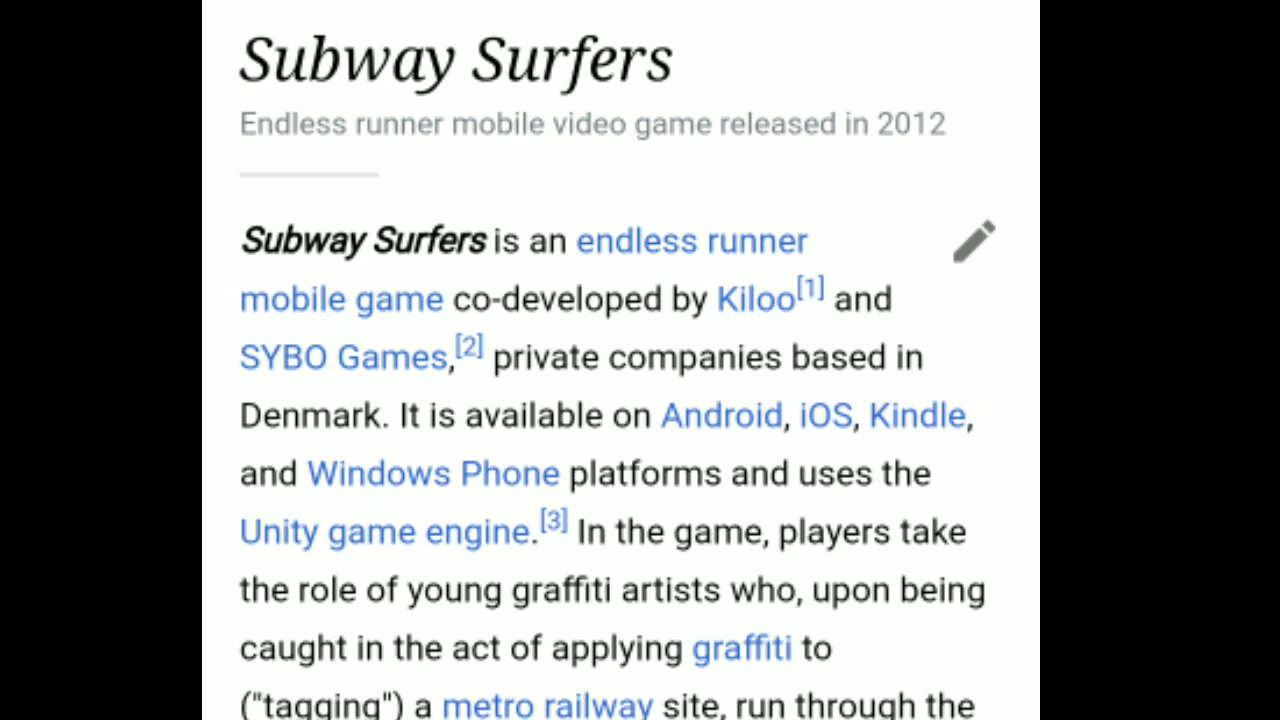 Subway Surfers
Endless runner mobile video game released in 2012
Subway Surfers is an endless runner
mobile game co-developed by Kiloo[1] and
SYBO Games,[2] private companies based in
Denmark. It is available on Android, iOS, Kindle,
and Windows Phone platforms and uses the
Unity game engine.[3] In the game, players take
the role of young graffiti artists who, upon being
caught in the act of applying graffiti to
("tagging") a metro railway site, run through the